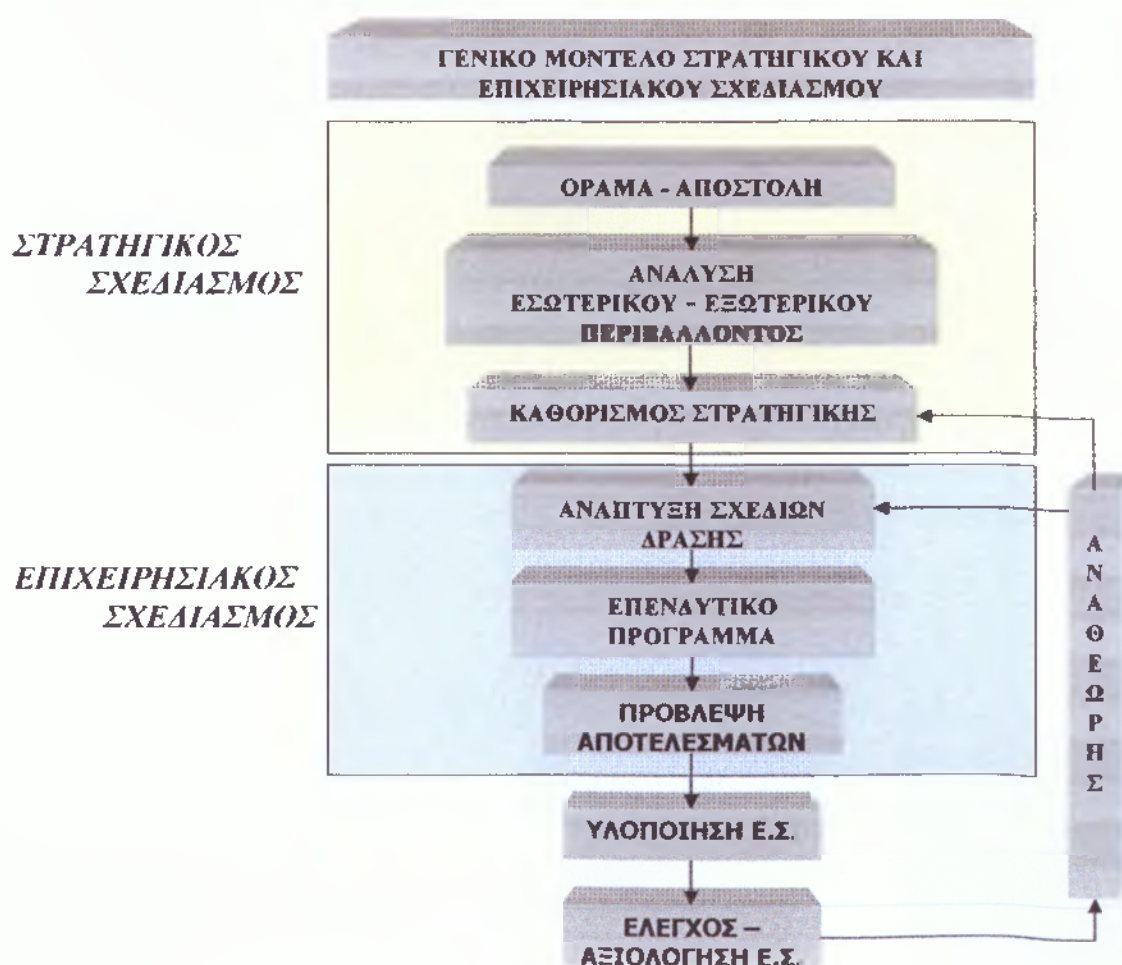 ΓΕΝΙΚΟ ΜΟΝΤΕΛΟ ΣΤΡΑΤΗΓΙΚΟΥ ΚΑΙ
ΕΠΙΧΕΙΡΗΣΙΑΚΟΥ ΣΧΕΔΙΑΣΜΟΥ
ΣΤΡΑΤΗΓΙΚΟΣ
ΣΧΕΔΙΑΣΜΟΣ
ΟΡΑΜΑ - ΑΠΟΣΤΟΛΗ
ΑΝΑΛΥΣΗ
ΕΣΩΤΕΡΙΚΟΥ - ΕΞΩΤΕΡΙΚΟΥ
ΠΕΡΙΒΑΛΛΟΝΤΟΣ
ΚΑΘΟΡΙΣΜΟΣ ΣΤΡΑΤΗΓΙΚΗΣ
ΕΠΙΧΕΙΡΗΣΙΑΚΟΣ
ΣΧΕΔΙΑΣΜΟΣ
ΑΝΑΠΤΥΞΗ ΣΧΕΔΙΩΝ
ΔΡΑΣΗΣ
ΕΠΕΝΔΥΤΙΚΟ
ΠΡΟΓΡΑΜΜΑ
ΠΡΟΒΛΕΨΗ
ΑΠΟΤΕΛΕΣΜΑΤΩΝ
ΥΛΟΠΟΙΗΣΗ Ε.Σ.
ΕΛΕΓΧΟΣ –
ΑΞΙΟΛΟΓΗΣΗ Ε.Σ.
ΑΝΑΘΕΩΡΗΣ